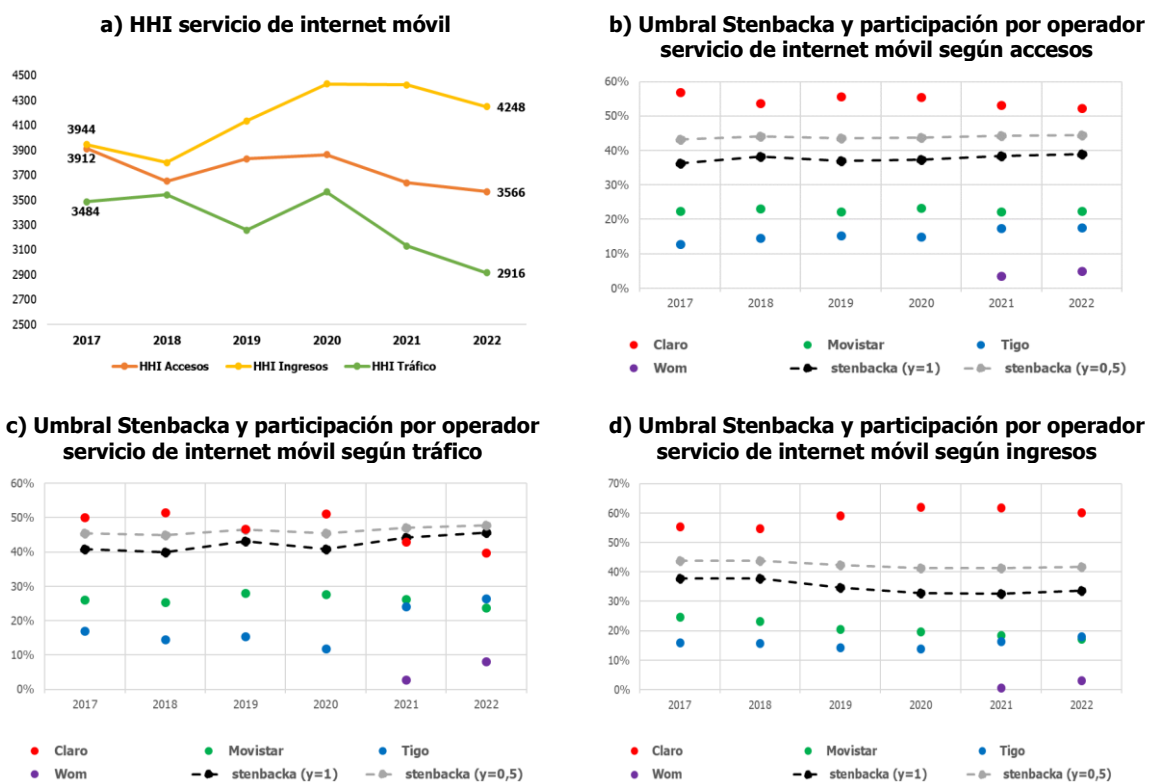 a) HHI servicio de internet móvil
4500
4300
4100
3900
3700
3500
3300
3100
2900
2700
2500
3944
3912
3484
4248
3566
2916
2017 2018 2019 2020 2021 2022
HHI Accesos HHI Ingresos HHI Tráfico
b) Umbral Stenbacka y participación por operador
servicio de internet móvil según accesos
60%
50%
40%
30%
20%
10%
0%
2017 2018 2019 2020 2021 2022
Claro Movistar Tigo
Wom stenbacka (y=1) stenbacka (y=0,5)
c) Umbral Stenbacka y participación por operador
servicio de internet móvil según tráfico
60%
50%
40%
30%
20%
10%
0%
2017 2018 2019 2020 2021 2022
Claro Movistar Tigo
Wom stenbacka (y=1) stenbacka (y=0,5)
d) Umbral Stenbacka y participación por operador
servicio de internet móvil según ingresos
70%
60%
50%
40%
30%
20%
10%
0%
2017 2018 2019 2020 2021 2022
Claro Movistar Tigo
Wom stenbacka (y=1) stenbacka (y=0,5)